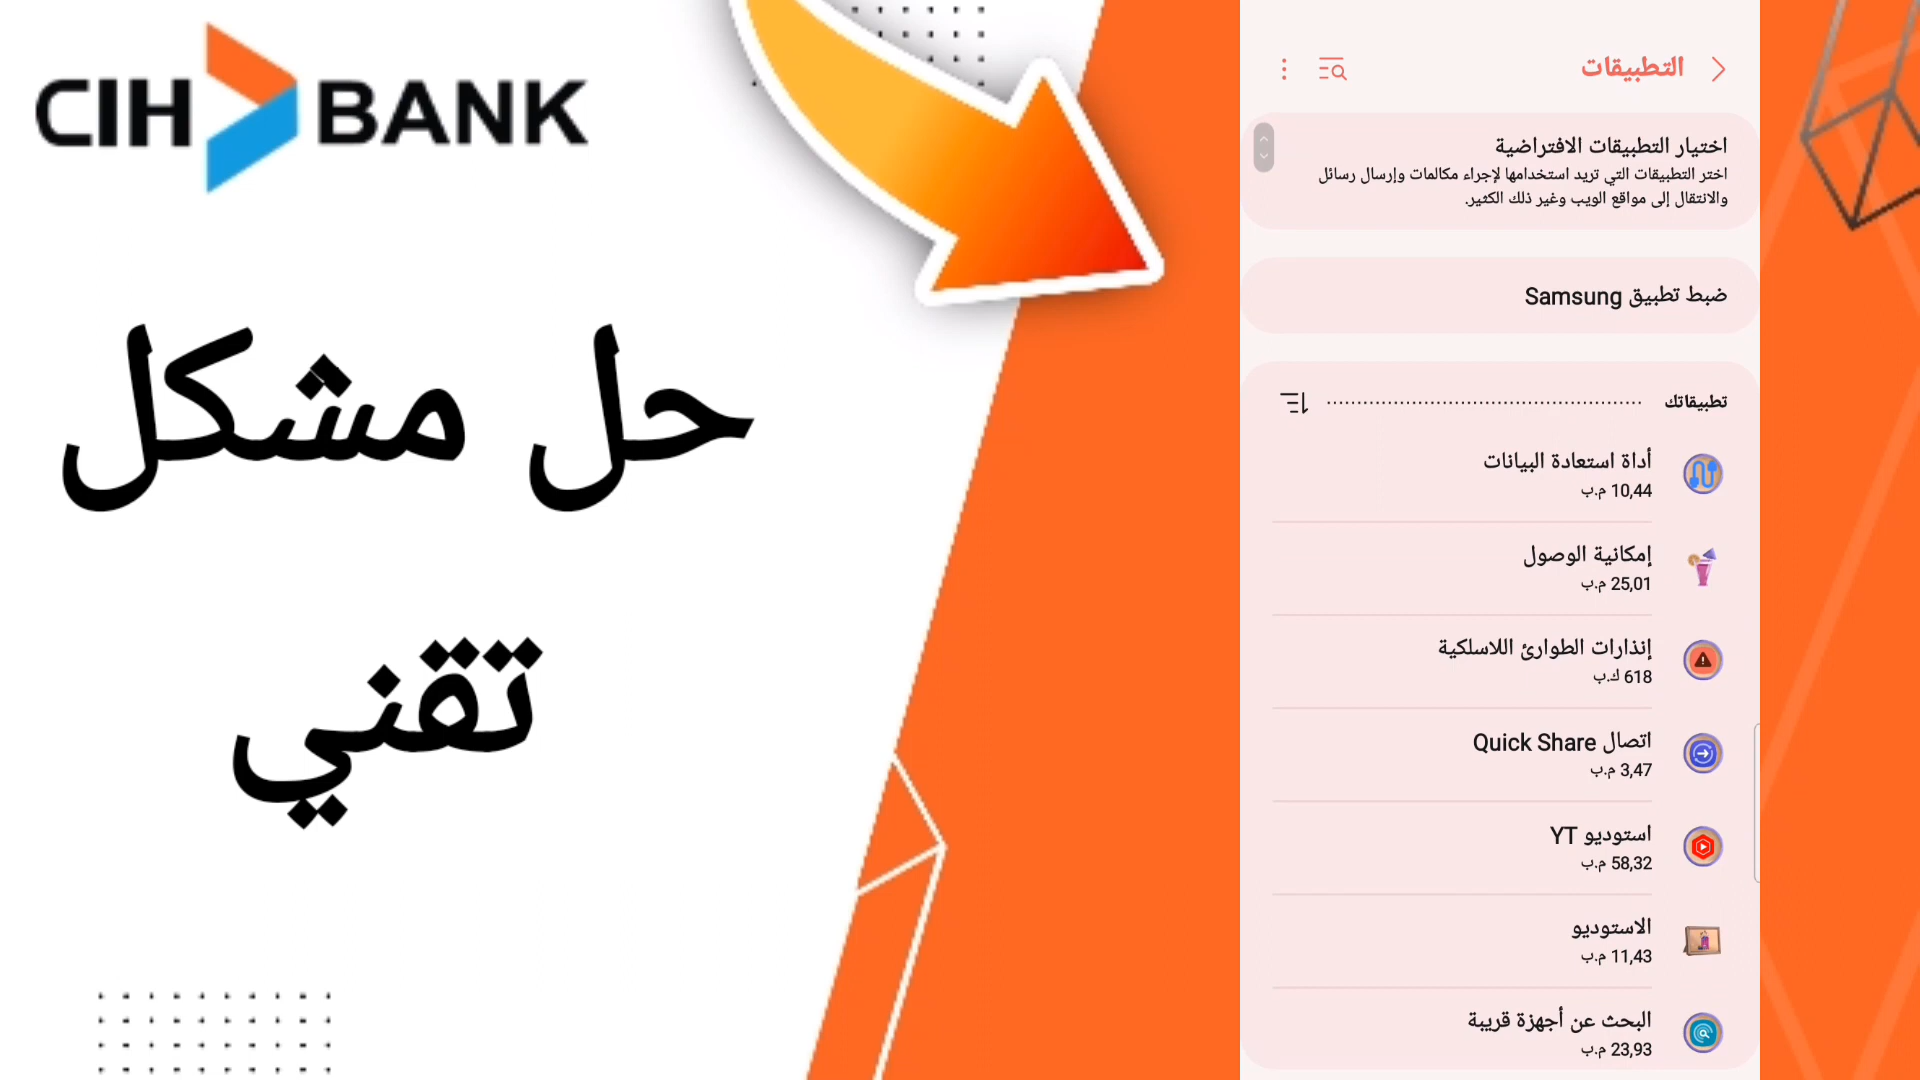 CIH BANK
حل مشكل
تقني
التطبيقات
اختيار التطبيقات الافتراضية
اختر التطبيقات التي تريد استخدامها لإجراء مكالمات وإرسال رسائل
والانتقال إلى مواقع الويب وغير ذلك الكثير.
ضبط تطبيق Samsung
تطبيقاتك
أداة استعادة البيانات
10,44 م.ب
إمكانية الوصول
25,01 م.ب
إنذارات الطوارئ اللاسلكية
618 ك.ب
اتصال Quick Share
3,47 م.ب
استوديو YT
58,32 م.ب
الاستوديو
11,43 م.ب
البحث عن أجهزة قريبة
23,93 م.ب